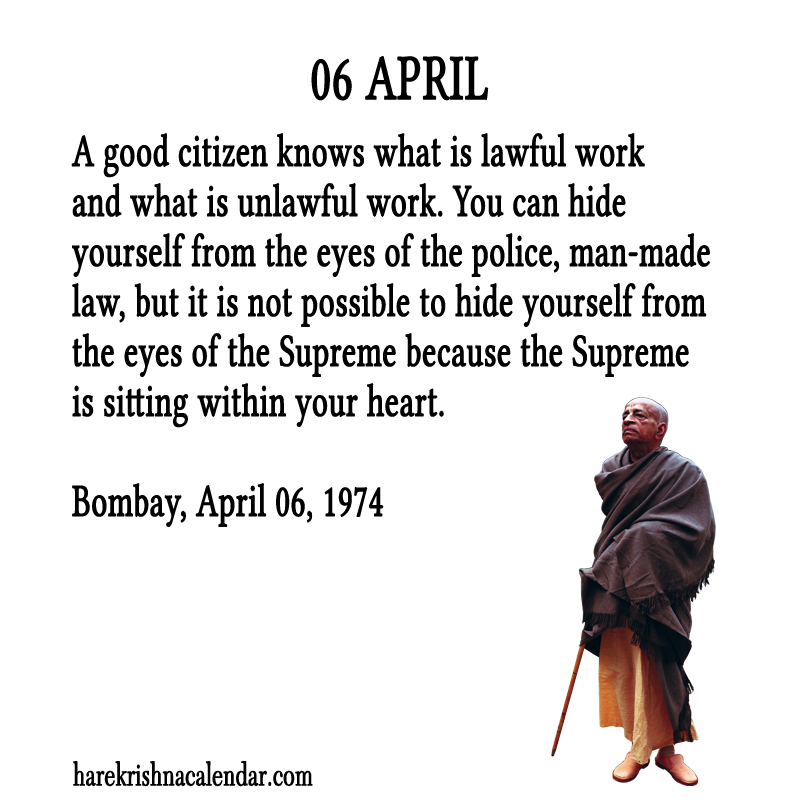 06 APRIL
A good citizen knows what is lawful work
and what is unlawful work. You can hide
yourself from the eyes of the police, man-made
law, but it is not possible to hide yourself from
the eyes of the Supreme because the Supreme
is sitting within your heart.
Bombay, April 06, 1974
harekrishnacalendar.com